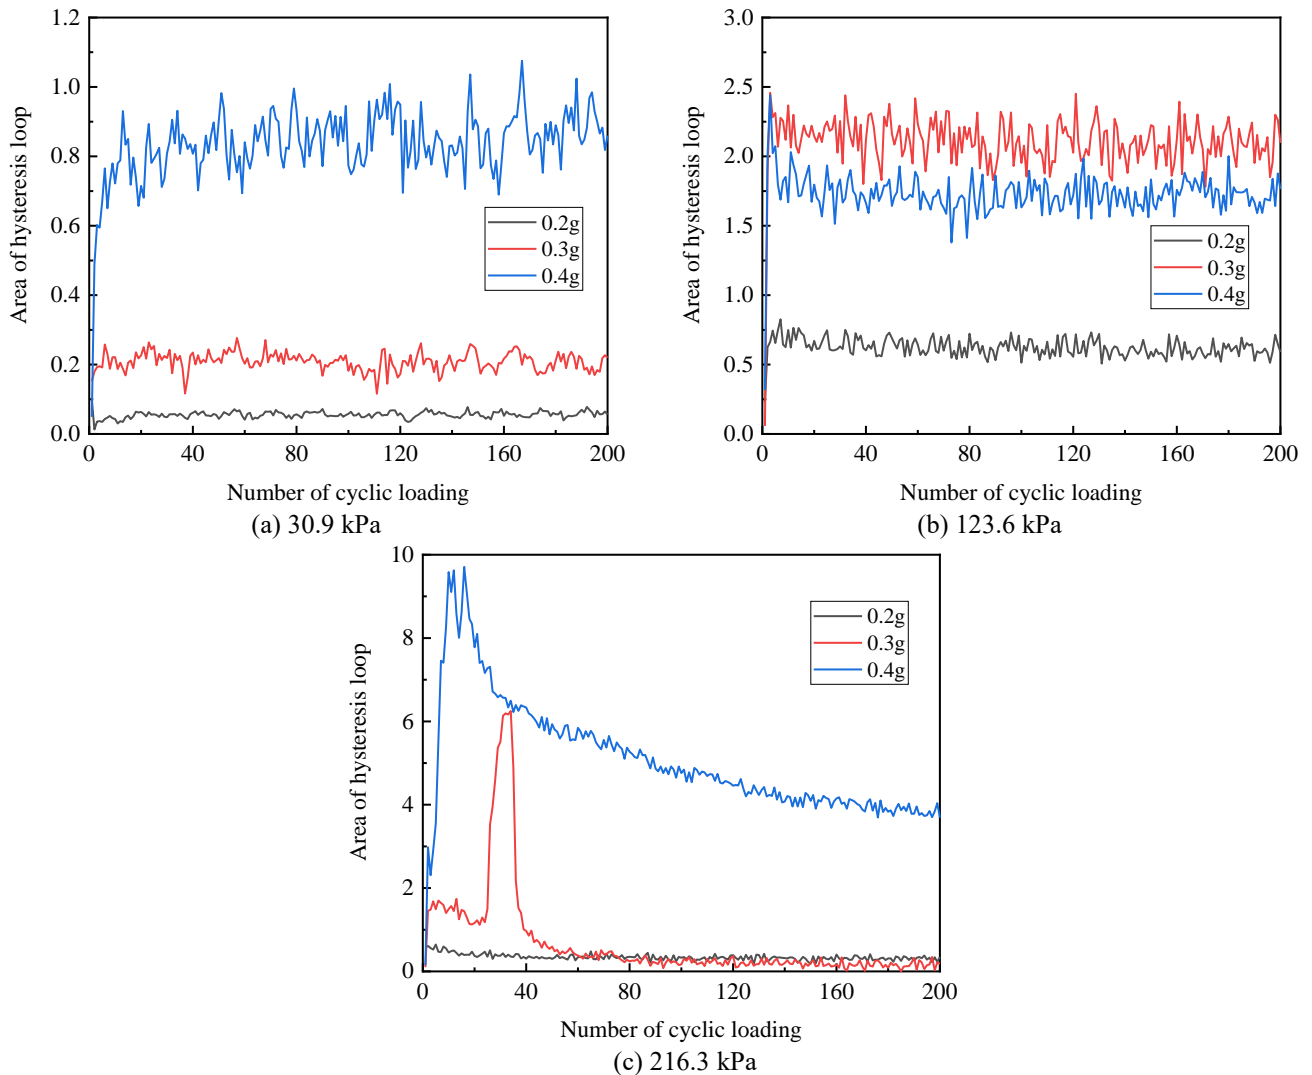 Area of hysteresis loop
1.2
1.0
0.8
0.6
0.4
0.2
0.0
0.2g
0.3g
0.4g
0 40 80 120 160 200
Number of cyclic loading
(a) 30.9 kPa
Area of hysteresis loop
3.0
2.5
2.0
1.5
1.0
0.5
0.0
0.2g
0.3g
0.4g
0 40 80 120 160 200
Number of cyclic loading
(b) 123.6 kPa
Area of hysteresis loop
10
8
6
4
2
0
0.2g
0.3g
0.4g
0 40 80 120 160 200
Number of cyclic loading
(c) 216.3 kPa